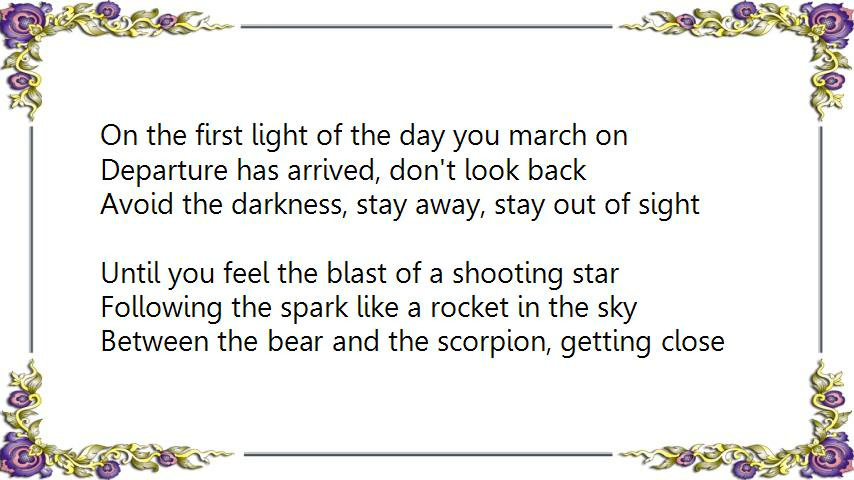 On the first light of the day you march on
Departure has arrived, don't look back
Avoid the darkness, stay away, stay out of sight
Until you feel the blast of a shooting star
Following the spark like a rocket in the sky
Between the bear and the scorpion, getting close